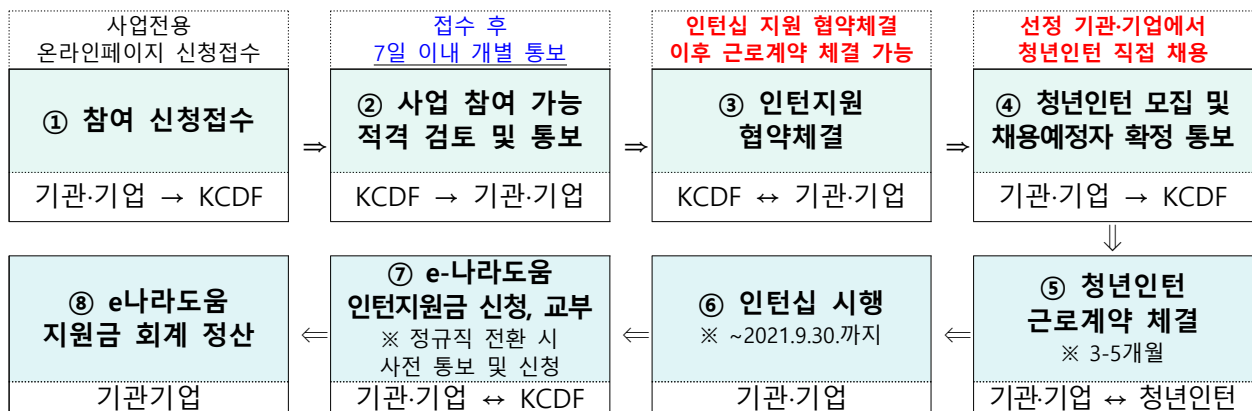 사업전용
온라인페이지 신청접수
① 참여 신청접수
기관·기업 → KCDF
⇒
접수 후
7일 이내 개별 통보
② 사업 참여 가능
적격 검토 및 통보
KCDF → 기관·기업
⇒
인턴십 지원 협약체결
이후 근로계약 체결 가능
③ 인턴지원
협약체결
KCDF ↔ 기관·기업
⇒
선정 기관·기업에서
청년인턴 직접 채용
④ 청년인턴 모집 및
채용예정자 확정 통보
기관·기업 → KCDF
⇓
⑤ 청년인턴
근로계약 체결
※ 3-5개월
기관·기업 ↔ 청년인턴
⇐
⑥ 인턴십 시행
※ ~2021.9.30.까지
기관·기업
⇐
⑦ e-나라도움
인턴지원금 신청, 교부
※ 정규직 전환 시
사전 통보 및 신청
기관·기업 ↔ KCDF
⇐
⑧ e나라도움
지원금 회계 정산
기관기업